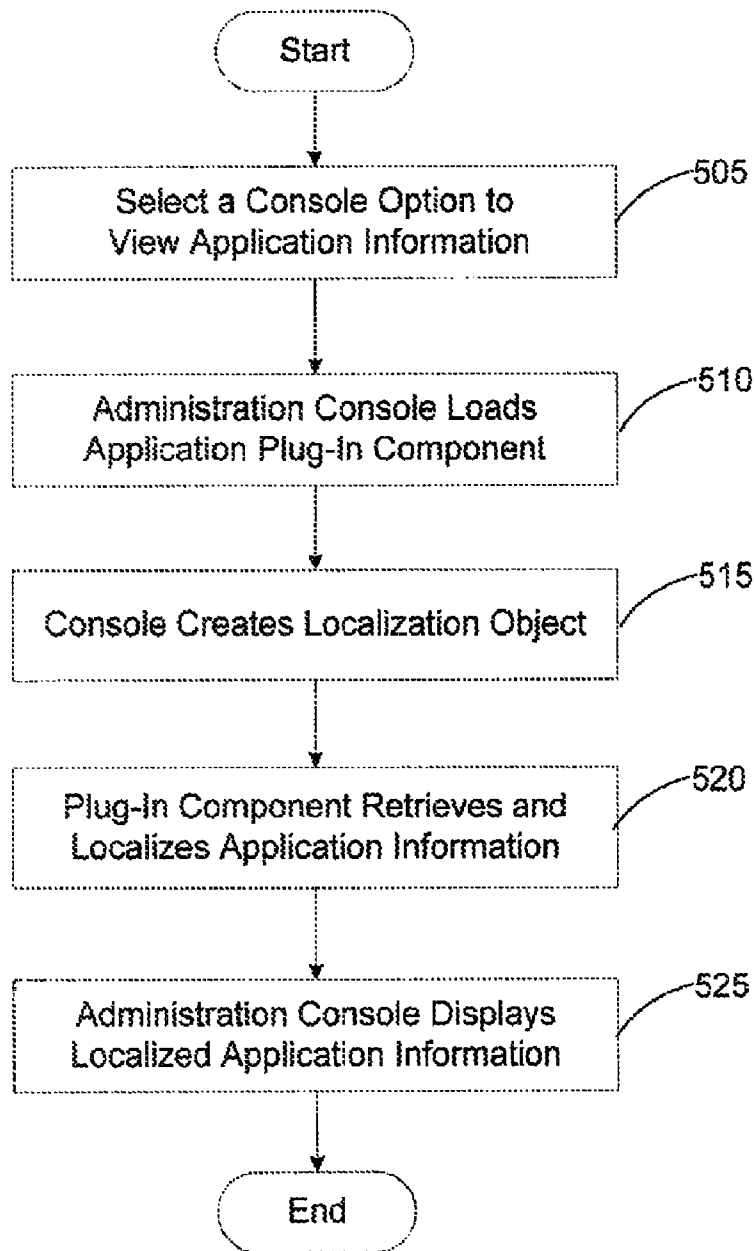 Start
Select a Console Option to
View Application Information
505
Administration Console Loads
Application Plug-In Component
510
Console Creates Localization Object
515
Plug-In Component Retrieves and
Localizes Application Information
520
Administration Console Displays
Localized Application Information
525
End